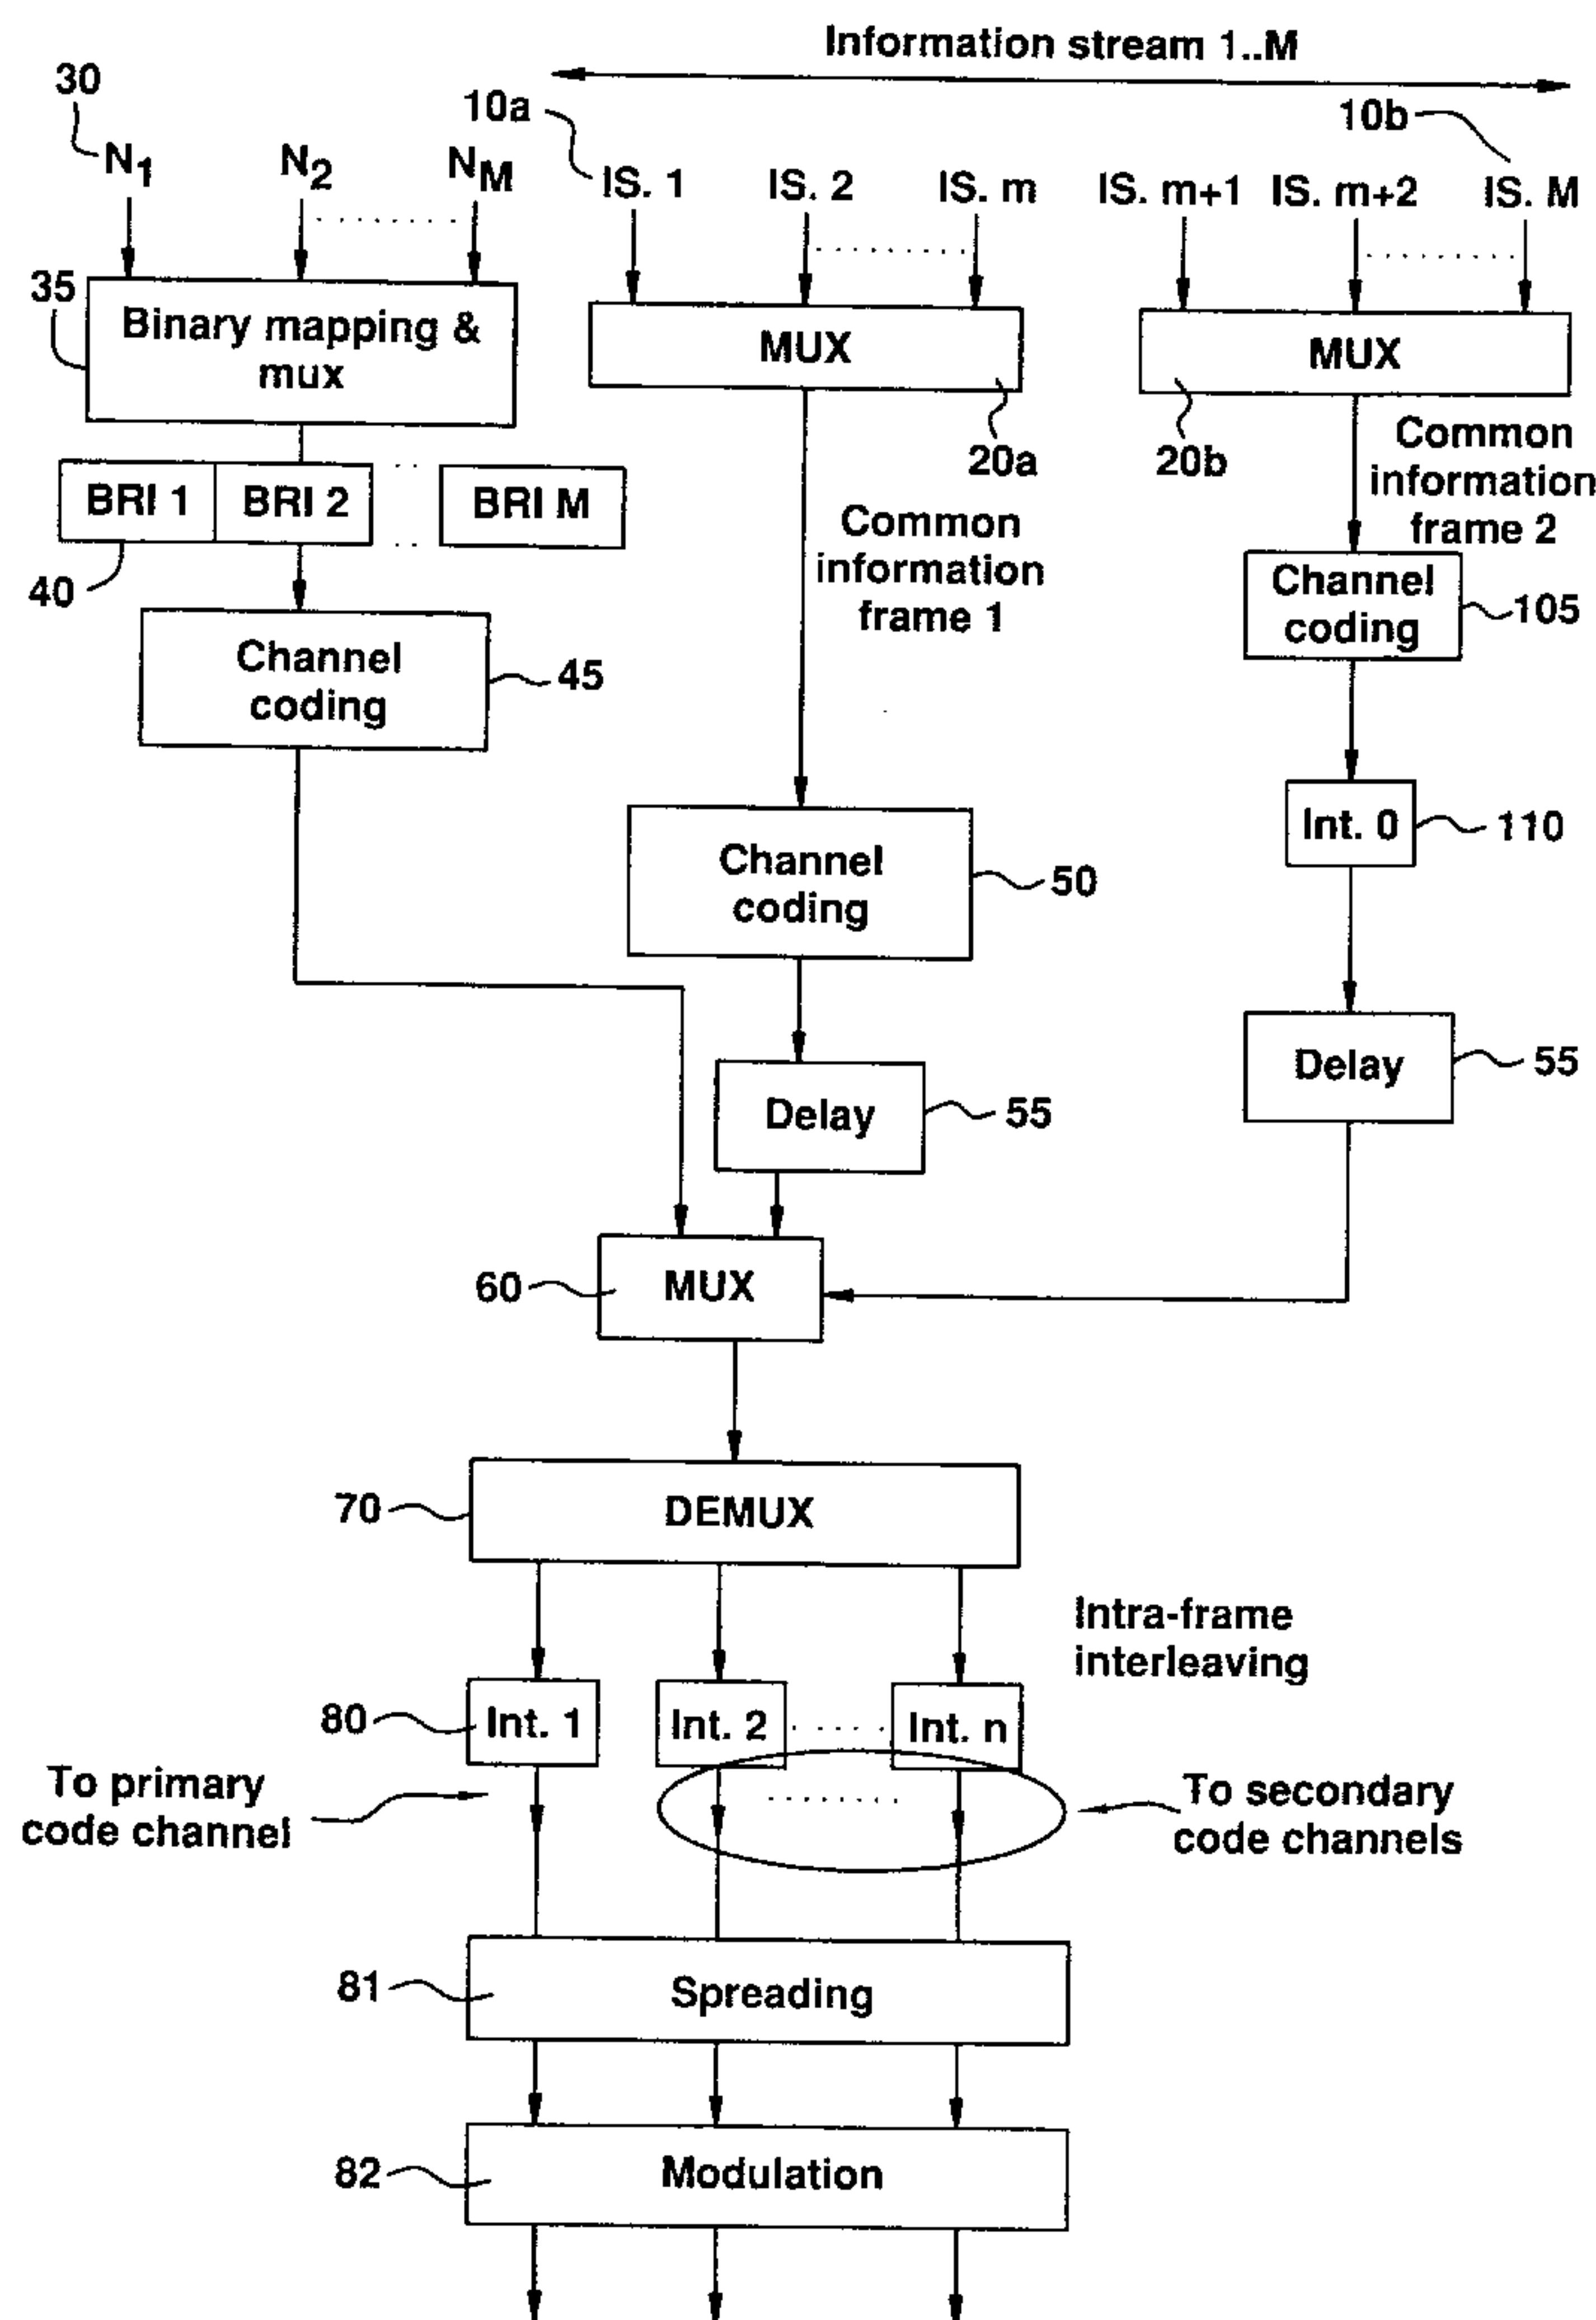 Information stream 1..M
30
10a
10b
N1
N2
NM
IS. 1
IS. 2
IS. m
IS. m+1
IS. m+2
IS. M
35
Binary mapping &
mux
MUX
20a
MUX
20b
BRI 1
BRI 2
BRI M
40
Common
information
frame 1
Common
information
frame 2
Channel
coding
45
Channel
coding
105
Int. 0
110
Channel
coding
50
Delay
55
Delay
55
60
MUX
70
DEMUX
Intra-frame
interleaving
80
Int. 1
Int. 2
Int. n
To primary
code channel
To secondary
code channels
81
Spreading
82
Modulation